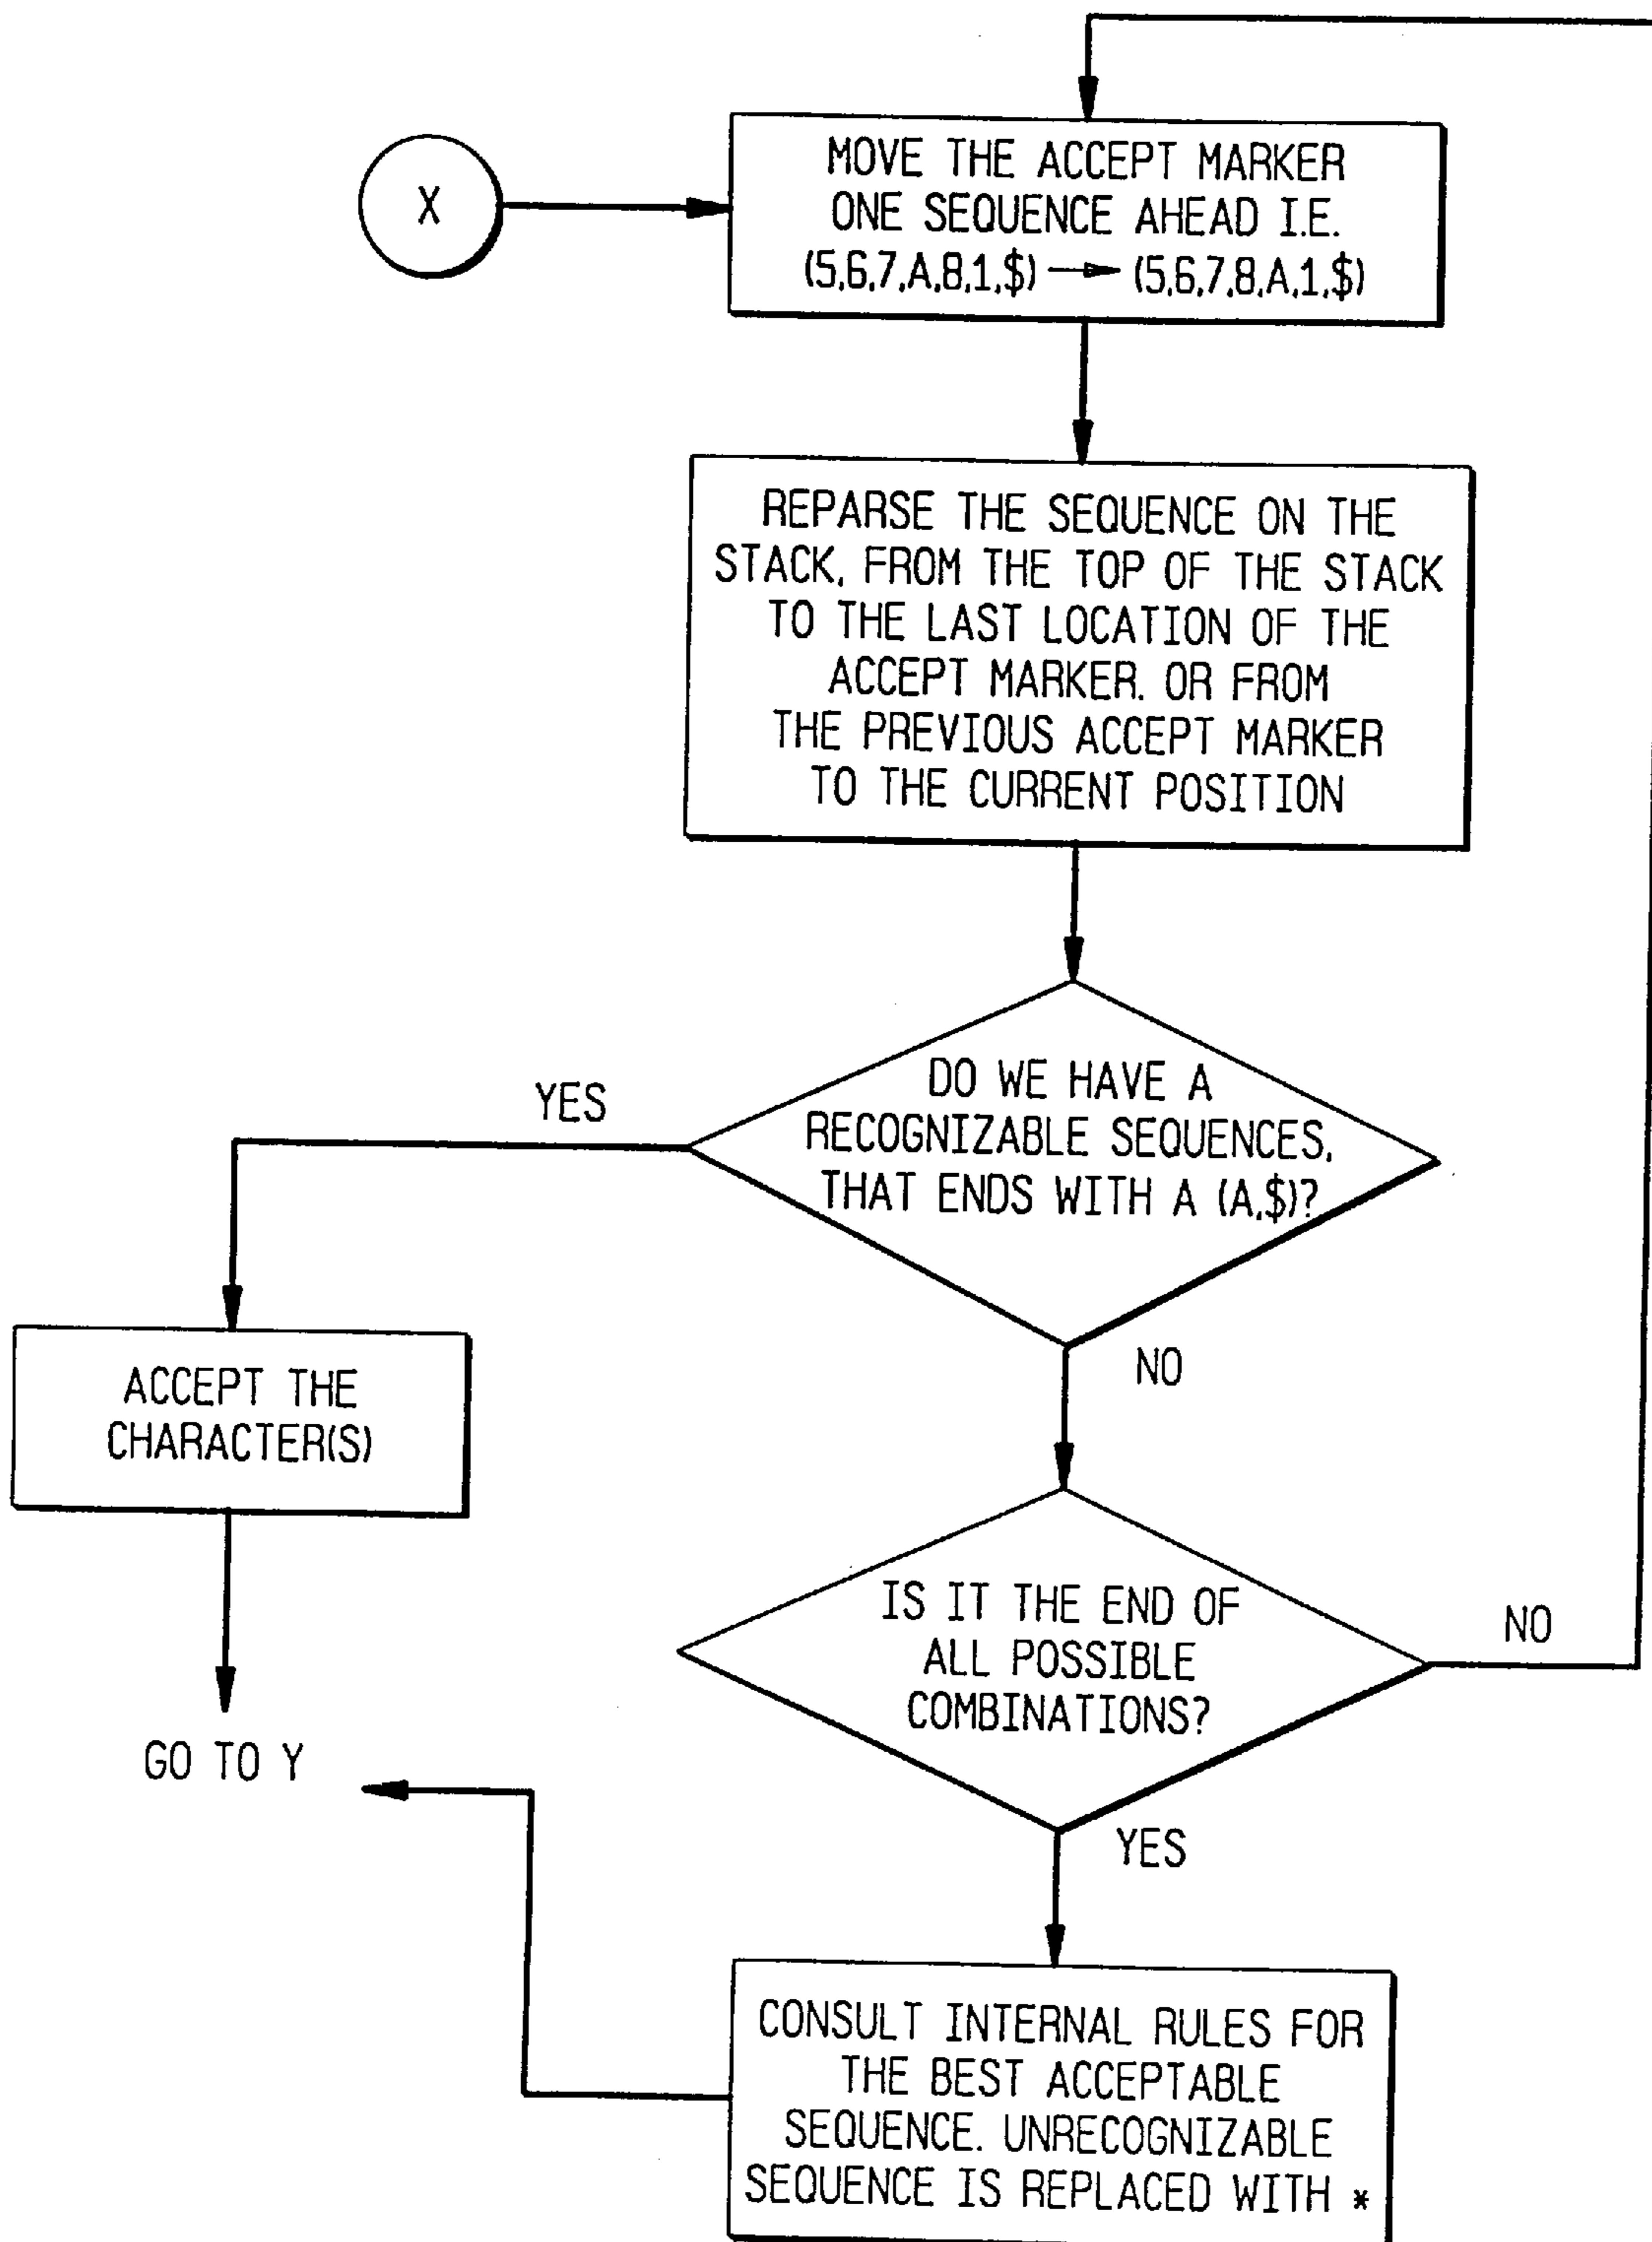 X
MOVE THE ACCEPT MARKER
ONE SEQUENCE AHEAD I.E.
(5,6,7,A,8,1,$) → (5,6,7,8,A,1,$)
REPARSE THE SEQUENCE ON THE
STACK, FROM THE TOP OF THE STACK
TO THE LAST LOCATION OF THE
ACCEPT MARKER. OR FROM
THE PREVIOUS ACCEPT MARKER
TO THE CURRENT POSITION
DO WE HAVE A
RECOGNIZABLE SEQUENCES,
THAT ENDS WITH A (A,$)?
YES
NO
ACCEPT THE
CHARACTER(S)
GO TO Y
IS IT THE END OF
ALL POSSIBLE
COMBINATIONS?
NO
YES
CONSULT INTERNAL RULES FOR
THE BEST ACCEPTABLE
SEQUENCE. UNRECOGNIZABLE
SEQUENCE IS REPLACED WITH *